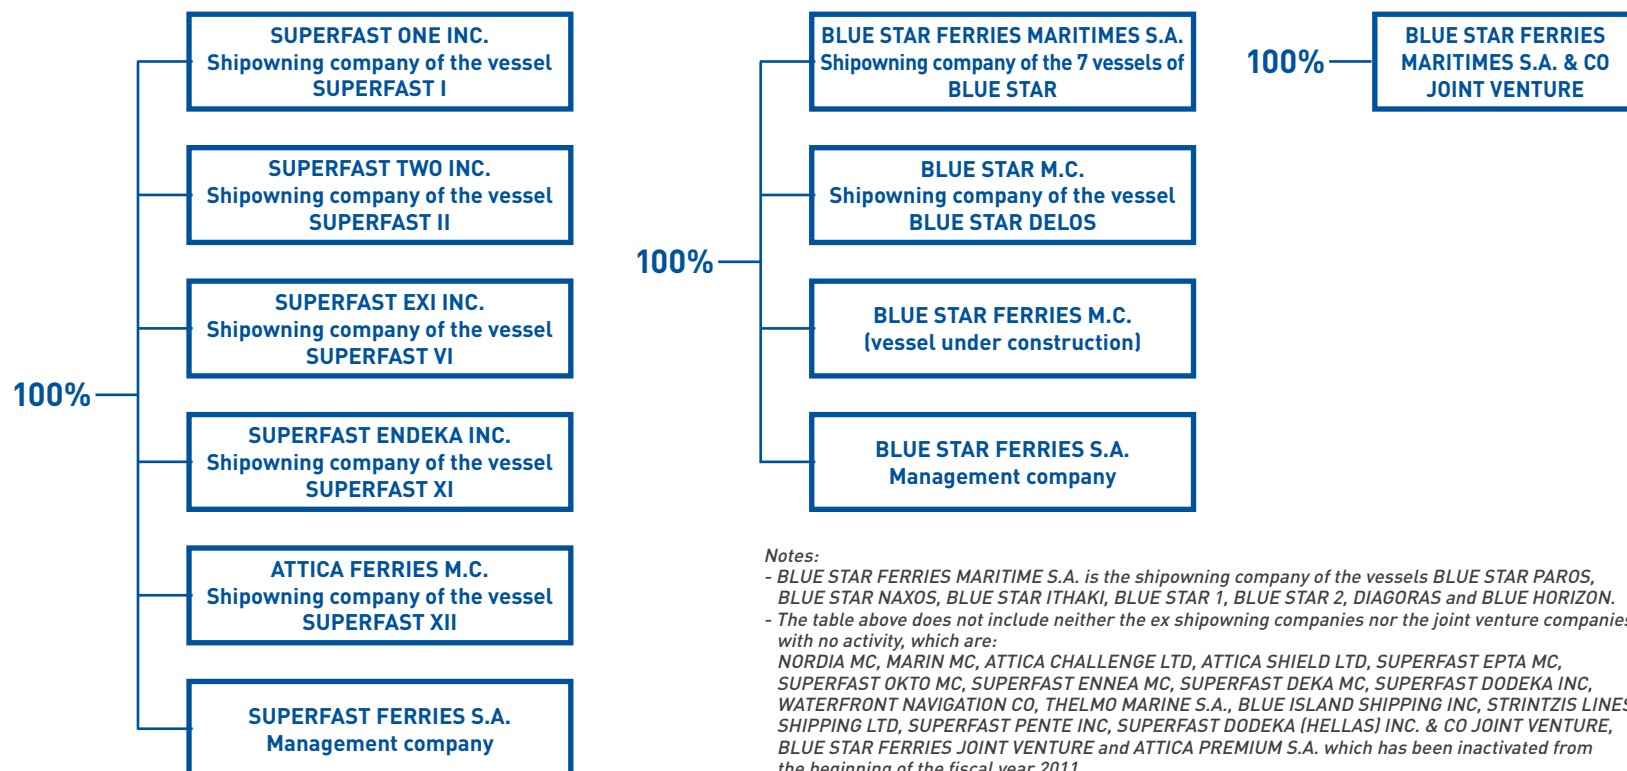 100%
SUPERFAST ONE INC.
Shipowning company of the vessel
SUPERFAST I
SUPERFAST TWO INC.
Shipowning company of the vessel
SUPERFAST II
SUPERFAST EXI INC.
Shipowning company of the vessel
SUPERFAST VI
SUPERFAST ENDEKA INC.
Shipowning company of the vessel
SUPERFAST XI
ATTICA FERRIES M.C.
Shipowning company of the vessel
SUPERFAST XII
SUPERFAST FERRIES S.A.
Management company
100%
BLUE STAR FERRIES MARITIMES S.A.
Shipowning company of the 7 vessels of
BLUE STAR
BLUE STAR M.C.
Shipowning company of the vessel
BLUE STAR DELOS
BLUE STAR FERRIES M.C.
(vessel under construction)
BLUE STAR FERRIES S.A.
Management company
100%
BLUE STAR FERRIES
MARITIMES S.A. & CO
JOINT VENTURE
Notes:
- BLUE STAR FERRIES MARITIME S.A. is the shipowning company of the vessels BLUE STAR PAROS,
BLUE STAR NAXOS, BLUE STAR ITHAKI, BLUE STAR 1, BLUE STAR 2, DIAGORAS and BLUE HORIZON.
- The table above does not include neither the ex shipowning companies nor the joint venture companies
with no activity, which are:
NORDIA MC, MARIN MC, ATTICA CHALLENGE LTD, ATTICA SHIELD LTD, SUPERFAST EPTA MC,
SUPERFAST OKTO MC, SUPERFAST ENNEA MC, SUPERFAST DEKA MC, SUPERFAST DODEKA INC,
WATERFRONT NAVIGATION CO, THELMO MARINE S.A., BLUE ISLAND SHIPPING INC, STRINTZIS LINES
SHIPPING LTD, SUPERFAST PENTE INC, SUPERFAST DODEKA (HELLAS) INC. & CO JOINT VENTURE,
BLUE STAR FERRIES JOINT VENTURE and ATTICA PREMIUM S.A. which has been inactivated from
the beginning of the fiscal year 2011